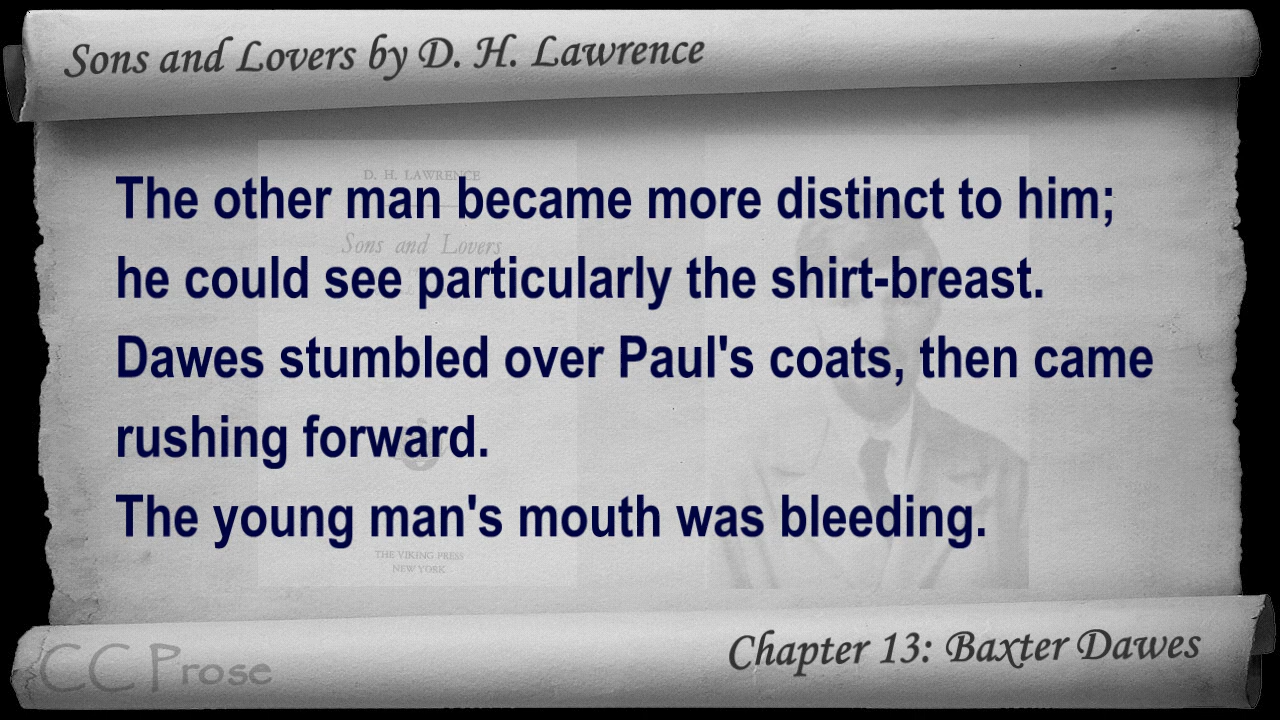 Sons and Lovers by D. H. Lawrence
D. H. LAWRENCE
Sons and Lovers
The other man became more distinct to him;
he could see particularly the shirt-breast.
Dawes stumbled over Paul's coats, then came
rushing forward.
The young man's mouth was bleeding.
THE VIKING PRESS
NEW YORK
Chapter 13: Baxter Dawes
CC Prose